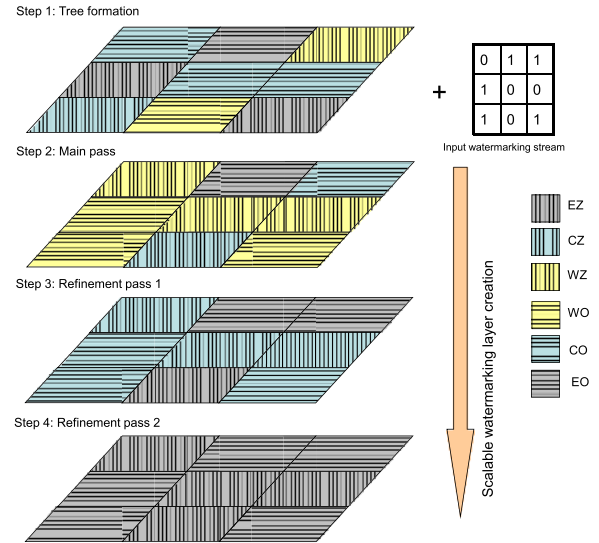 Step 1: Tree formation
+
0 1 1
1 0 0
1 0 1
Input watermarking stream
Step 2: Main pass
EZ
CZ
WZ
WO
CO
EO
Step 3: Refinement pass 1
Scalable watermarking layer creation
Step 4: Refinement pass 2